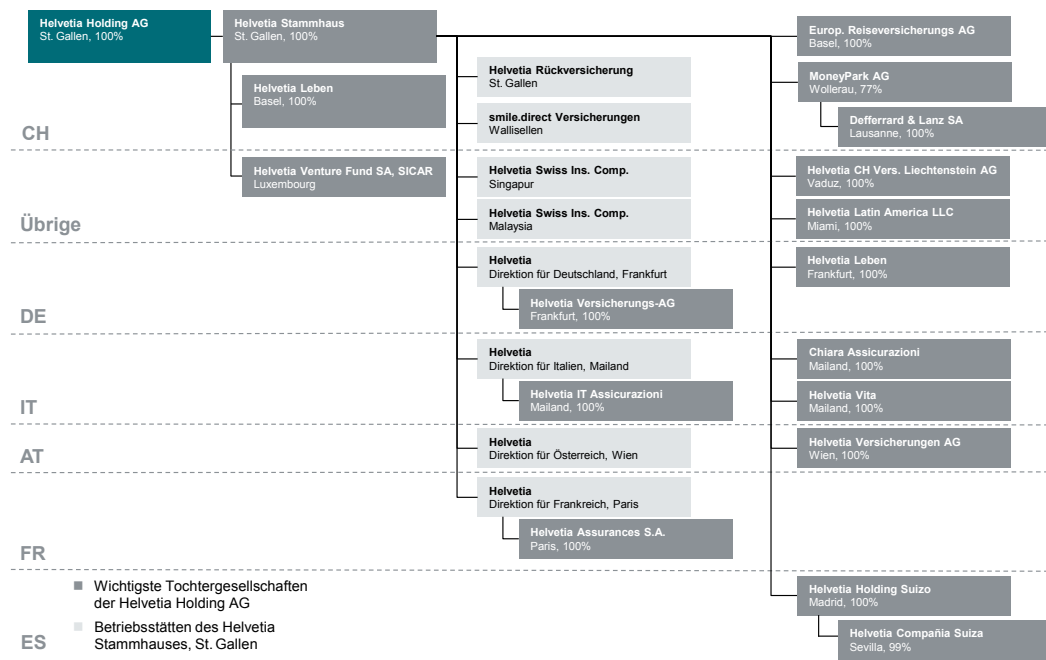 Helvetia Holding AG
St. Gallen, 100%
Helvetia Stammhaus
St. Gallen, 100%
Helvetia Leben
Basel, 100%
Helvetia Rückversicherung
St. Gallen
smile.direct Versicherungen
Wallisellen
Europ. Reiseversicherungs AG
Basel, 100%
MoneyPark AG
Wollerau, 77%
Defferrard & Lanz SA
Lausanne, 100%
CH
Helvetia Venture Fund SA, SICAR
Luxembourg
Helvetia Swiss Ins. Comp.
Singapur
Helvetia Swiss Ins. Comp.
Malaysia
Helvetia CH Vers. Liechtenstein AG
Vaduz, 100%
Helvetia Latin America LLC
Miami, 100%
Übrige
Helvetia
Direktion für Deutschland, Frankfurt
Helvetia Versicherungs-AG
Frankfurt, 100%
Helvetia Leben
Frankfurt, 100%
DE
Helvetia
Direktion für Italien, Mailand
Helvetia IT Assicurazioni
Mailand, 100%
Chiara Assicurazioni
Mailand, 100%
Helvetia Vita
Mailand, 100%
IT
Helvetia
Direktion für Österreich, Wien
Helvetia Versicherungen AG
Wien, 100%
AT
Helvetia
Direktion für Frankreich, Paris
Helvetia Assurances S.A.
Paris, 100%
FR
Wichtigste Tochtergesellschaften
der Helvetia Holding AG
Betriebsstätten des Helvetia
Stammhauses, St. Gallen
Helvetia Holding Suizo
Madrid, 100%
Helvetia Compañia Suiza
Sevilla, 99%
ES